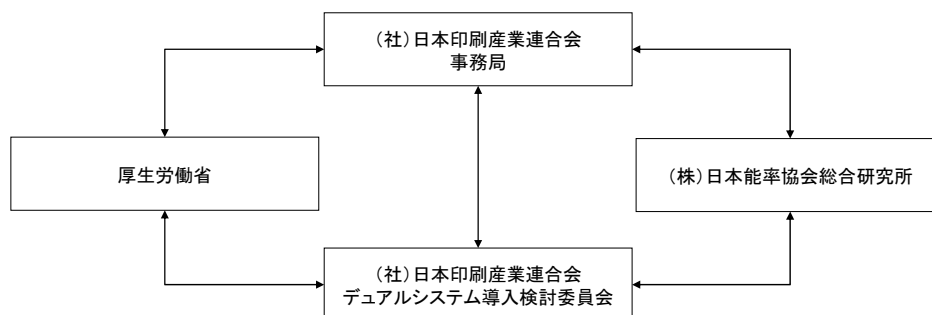 （社）日本印刷産業連合会
事務局
厚生労働省
（株）日本能率協会総合研究所
（社）日本印刷産業連合会
デュアルシステム導入検討委員会